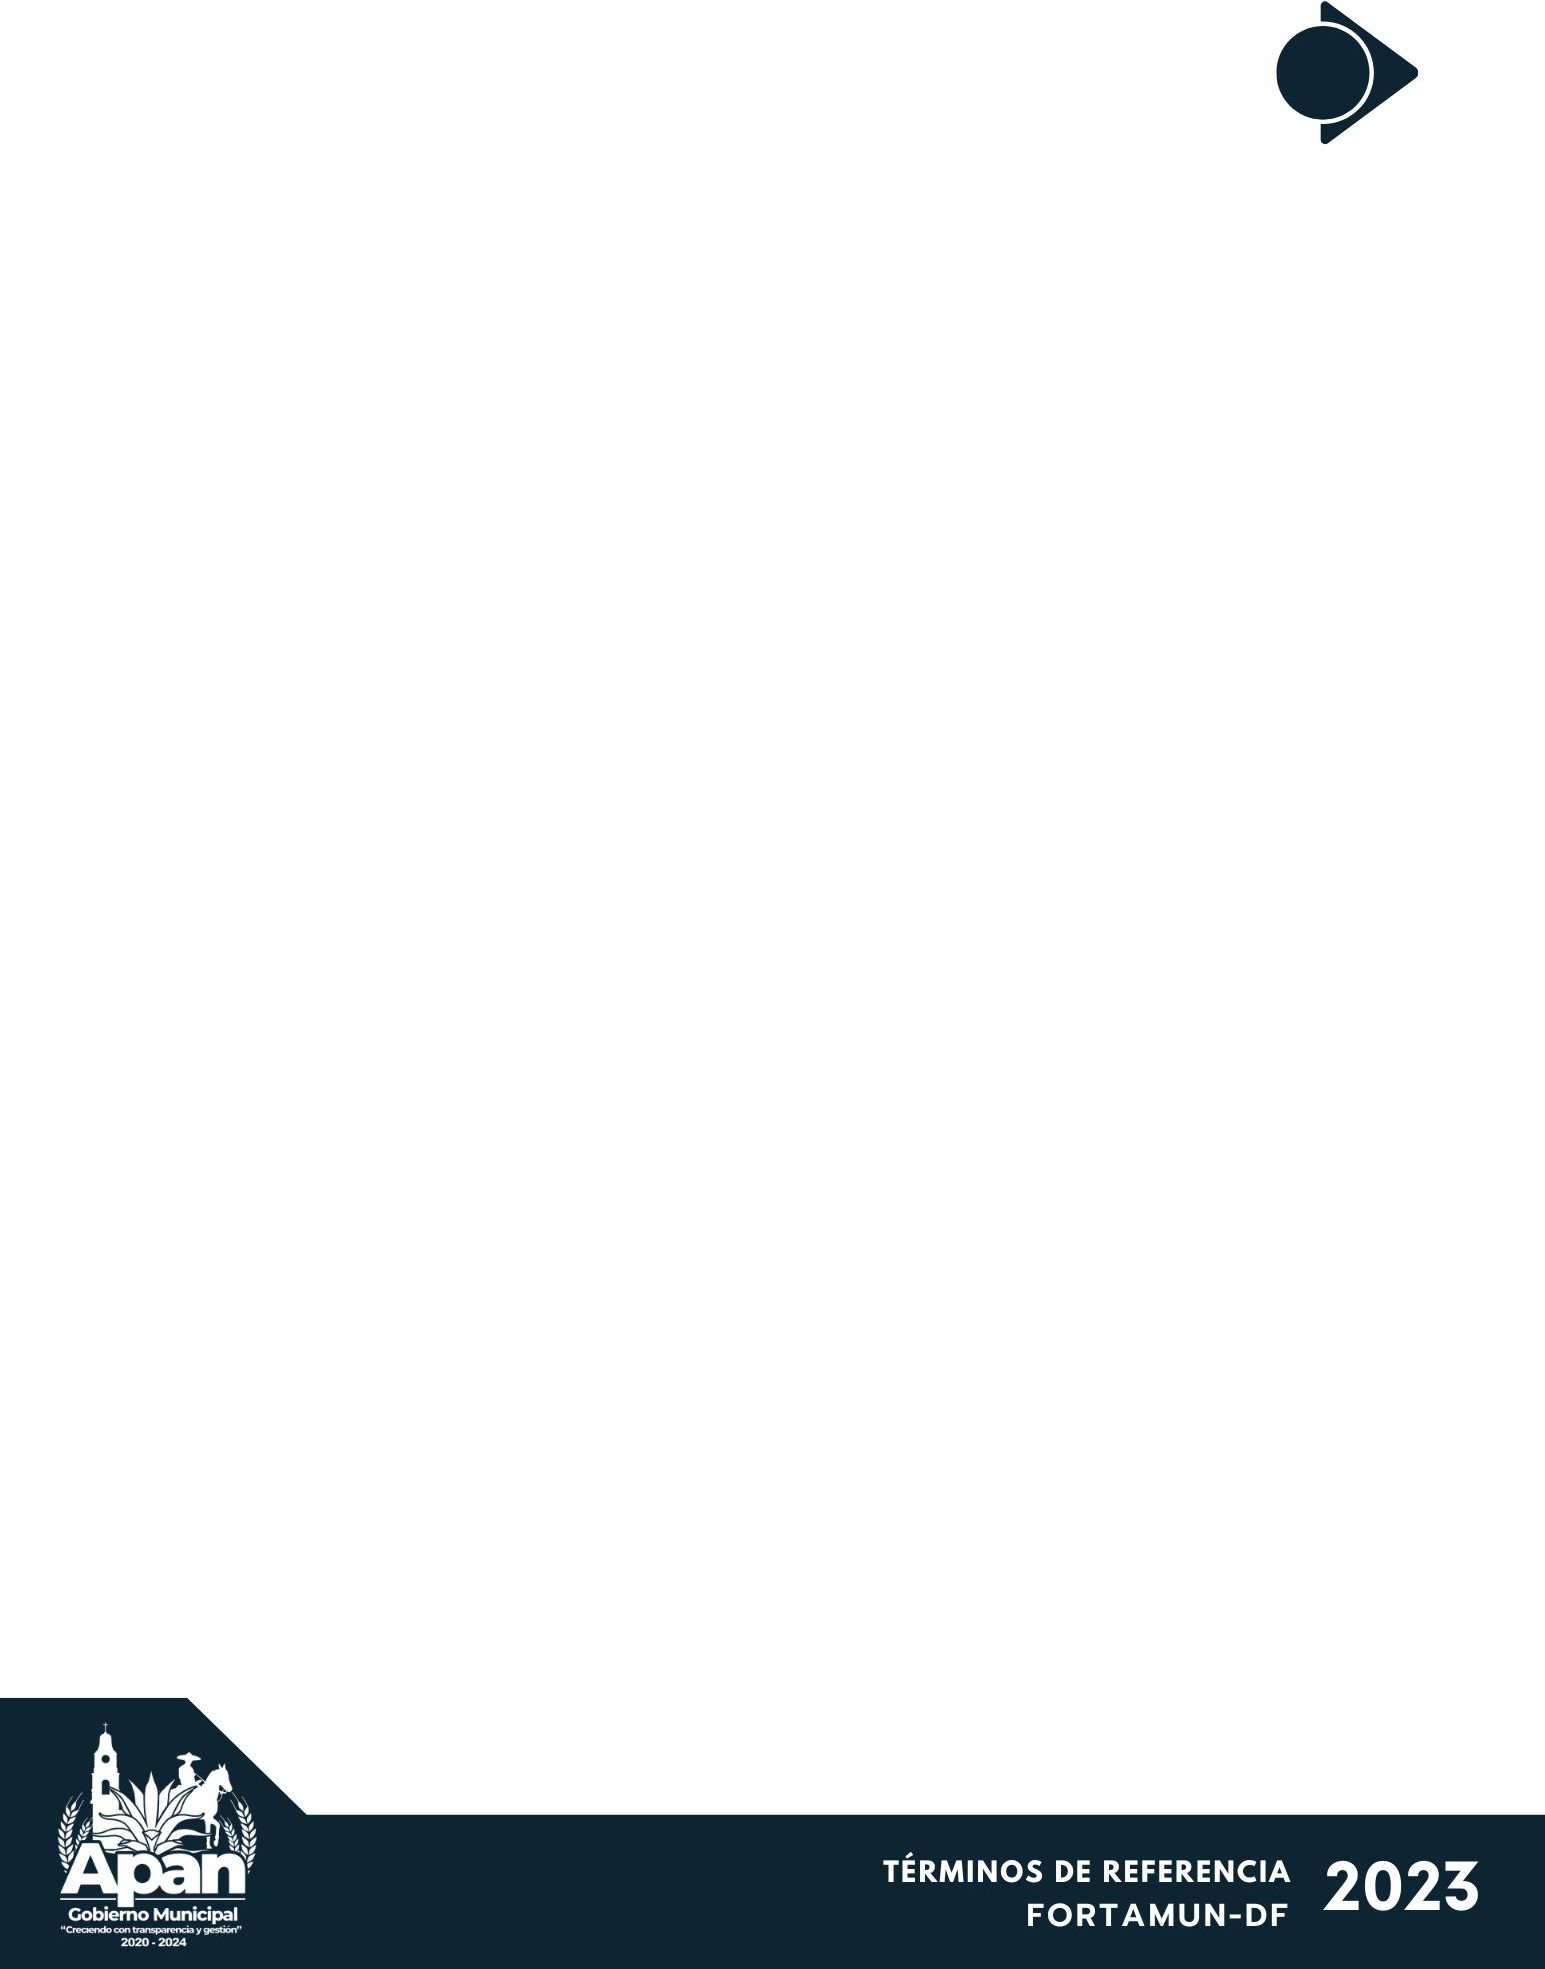 Apan
Gobierno Municipal
“Creciendo con transparencia y gestión”
2020 - 2024
TÉRMINOS DE REFERENCIA
FORTAMUN-DF
2023